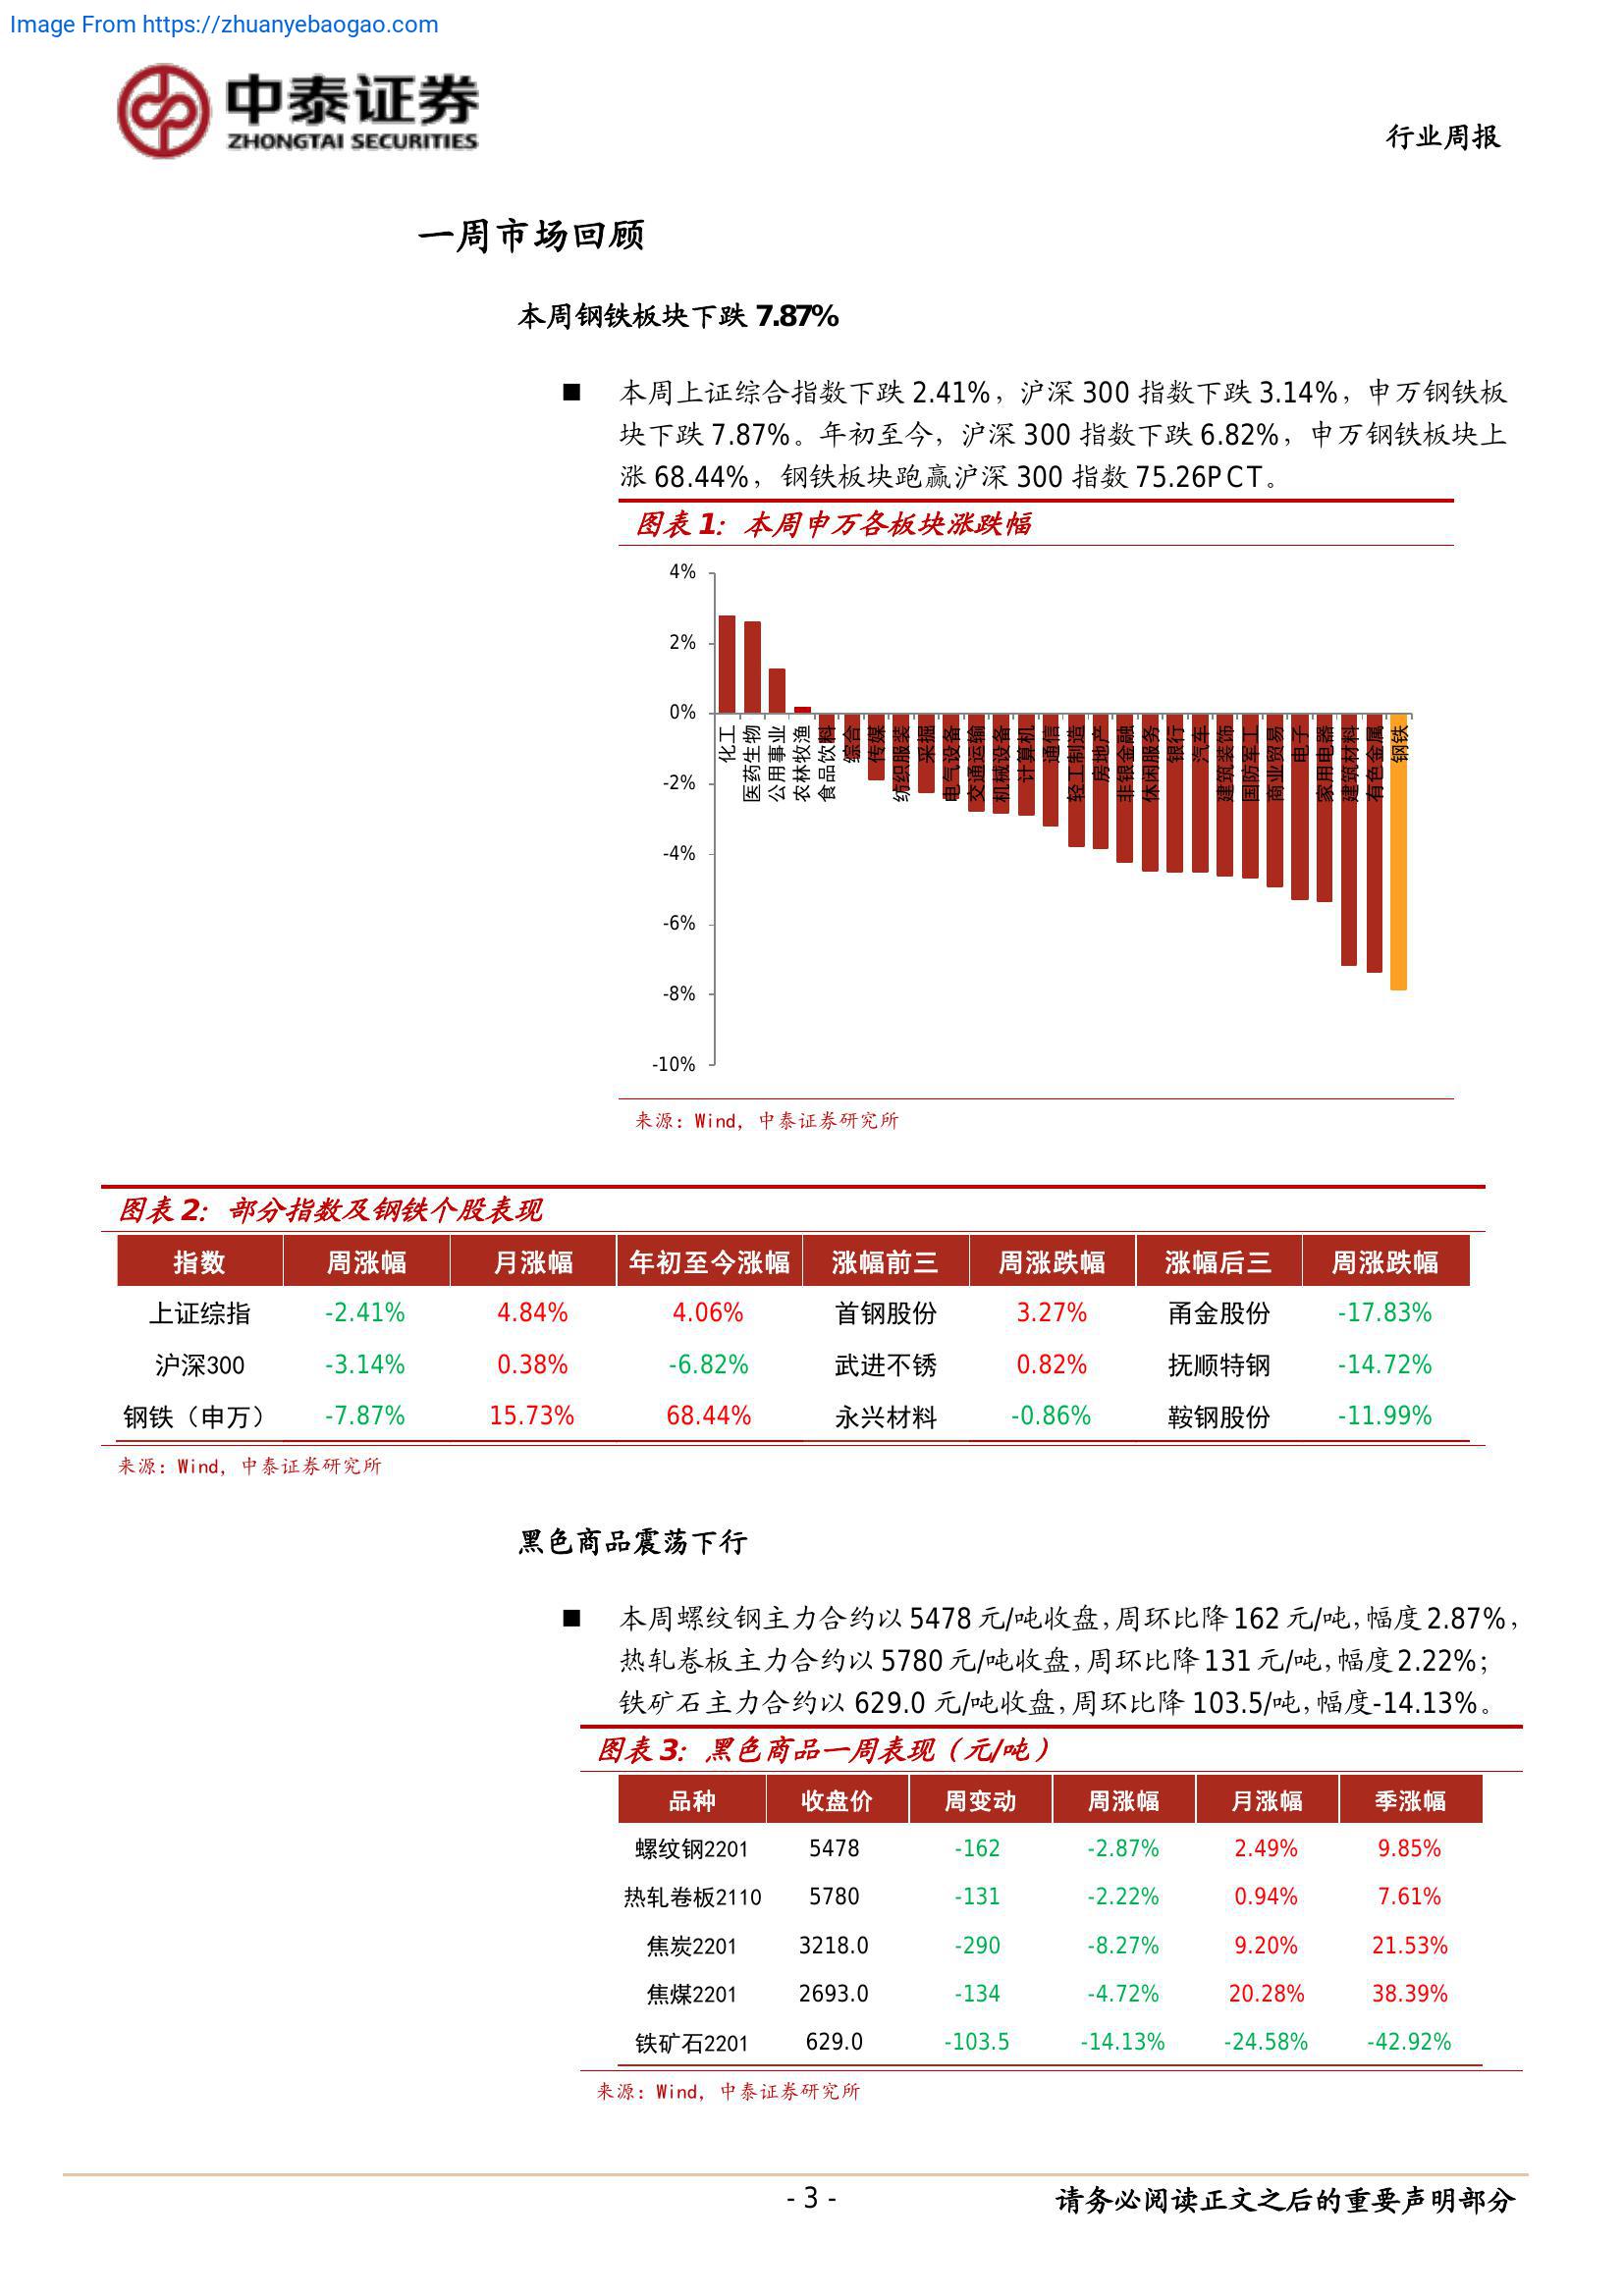 Image From https://zhuanyebaogao.com
中泰证券
ZHONGTAI SECURITIES
行业周报
一周市场回顾
本周钢铁板块下跌 7.87%
■ 本周上证综合指数下跌 2.41%，沪深 300 指数下跌 3.14%，申万钢铁板
块下跌 7.87%。年初至今，沪深 300 指数下跌 6.82%，申万钢铁板块上
涨 68.44%，钢铁板块跑赢沪深 300 指数 75.26PCT。
图表 1：本周申万各板块涨跌幅
4%
2%
0%
-2%
-4%
-6%
-8%
-10%
化工
医药生物
公用事业
农林牧渔
食品饮料
综合
传媒
纺织服装
采掘
电气设备
交通运输
机械设备
计算机
通信
轻工制造
房地产
非银金融
休闲服务
银行
汽车
建筑装饰
国防军工
商业贸易
电子
家用电器
建筑材料
有色金属
钢铁
来源：Wind，中泰证券研究所
图表 2：部分指数及钢铁个股表现
指数 周涨幅 月涨幅 年初至今涨幅 涨幅前三 周涨跌幅 涨幅后三 周涨跌幅
上证综指 -2.41% 4.84% 4.06% 首钢股份 3.27% 甬金股份 -17.83%
沪深300 -3.14% 0.38% -6.82% 武进不锈 0.82% 抚顺特钢 -14.72%
钢铁（申万） -7.87% 15.73% 68.44% 永兴材料 -0.86% 鞍钢股份 -11.99%
来源：Wind，中泰证券研究所
黑色商品震荡下行
■ 本周螺纹钢主力合约以 5478 元/吨收盘，周环比降 162 元/吨，幅度 2.87%，
热轧卷板主力合约以 5780 元/吨收盘，周环比降 131 元/吨，幅度 2.22%；
铁矿石主力合约以 629.0 元/吨收盘，周环比降 103.5/吨，幅度-14.13%。
图表 3：黑色商品一周表现（元/吨）
品种 收盘价 周变动 周涨幅 月涨幅 季涨幅
螺纹钢2201 5478 -162 -2.87% 2.49% 9.85%
热轧卷板2110 5780 -131 -2.22% 0.94% 7.61%
焦炭2201 3218.0 -290 -8.27% 9.20% 21.53%
焦煤2201 2693.0 -134 -4.72% 20.28% 38.39%
铁矿石2201 629.0 -103.5 -14.13% -24.58% -42.92%
来源：Wind，中泰证券研究所
- 3 -
请务必阅读正文之后的重要声明部分